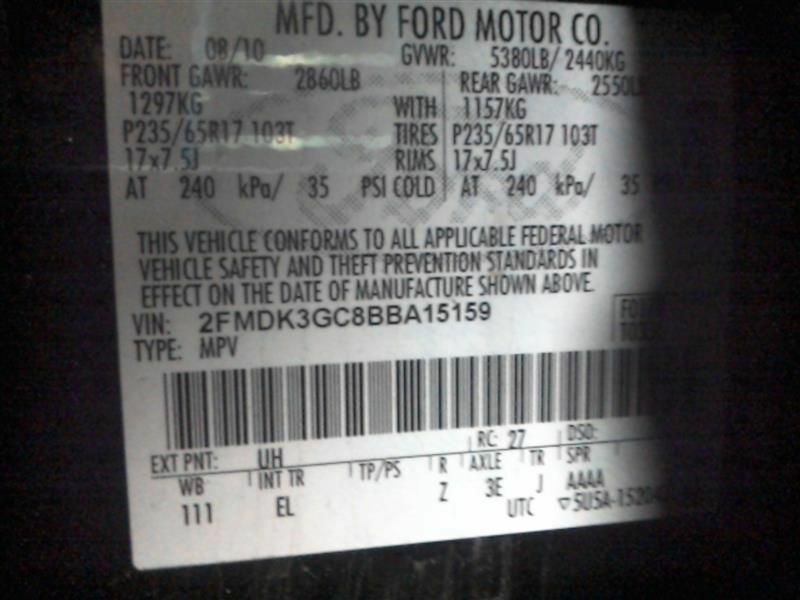 MFD. BY FORD MOTOR CO.
DATE: 08/10 GVWR: 5380LB/ 2440KG
FRONT GAWR: 2860LB REAR GAWR: 2550L
1297KG WITH 1157KG
P235/65R17 103T TIRES P235/65R17 103T
17x7.5J RIMS 17x7.5J
AT 240 kPa/ 35 PSI COLD AT 240 kPa/ 35
THIS VEHICLE CONFORMS TO ALL APPLICABLE FEDERAL MOTOR
VEHICLE SAFETY AND THEFT PREVENTION STANDARDS IN
EFFECT ON THE DATE OF MANUFACTURE SHOWN ABOVE.
VIN: 2FMDK3GC8BBA15159
TYPE: MPV
EXT PNT: UH RC: 27 DSO:
WB INT TR TP/PS R AXLE TR SPR
111 EL Z 3E J AAAA
UTC ▽5U5A-15204